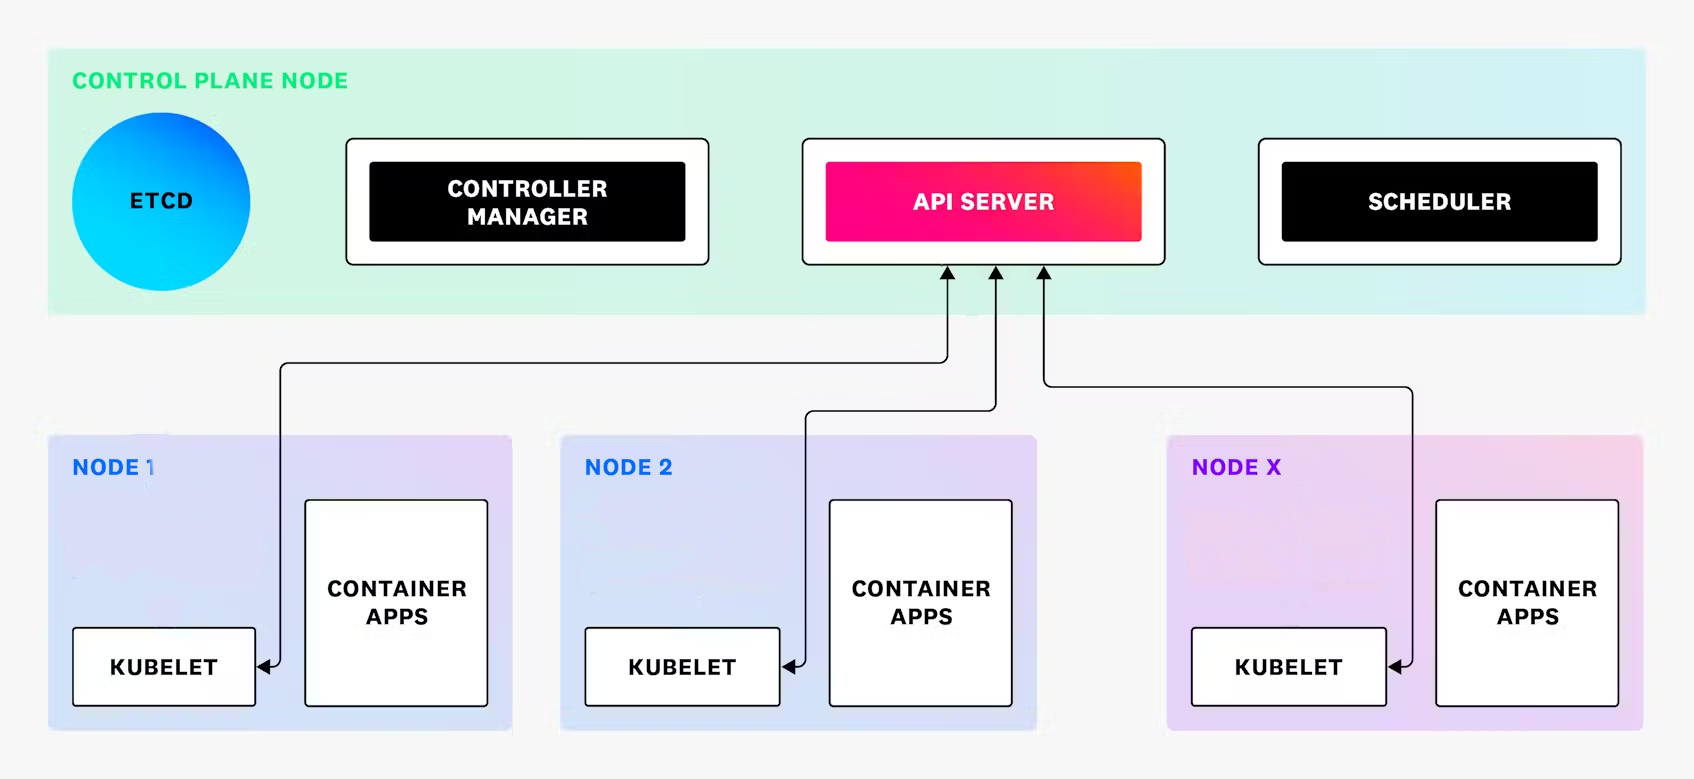 CONTROL PLANE NODE
ETCD
CONTROLLER
MANAGER
API SERVER
SCHEDULER
NODE 1
KUBELET
CONTAINER
APPS
NODE 2
KUBELET
CONTAINER
APPS
NODE X
KUBELET
CONTAINER
APPS